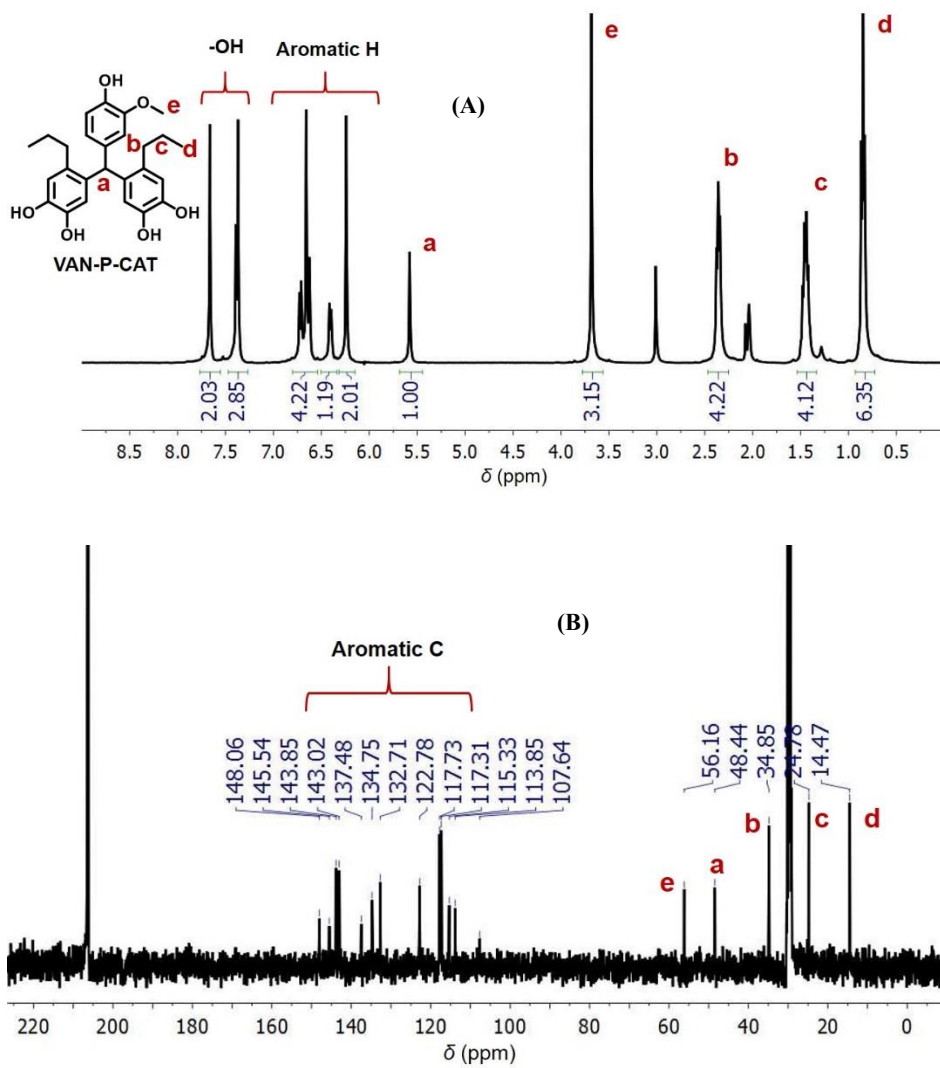 -OH
Aromatic H
(A)
e
d
OH
O
e
b
c
d
a
HO
OH
OH
OH
VAN-P-CAT
a
b
c
2.03
2.85
4.22
1.19
2.01
1.00
3.15
4.22
4.12
6.35
8.5 8.0 7.5 7.0 6.5 6.0 5.5 5.0 4.5 4.0 3.5 3.0 2.5 2.0 1.5 1.0 0.5
δ (ppm)
(B)
Aromatic C
148.06
145.54
143.85
143.02
137.48
134.75
132.71
122.78
117.73
117.31
115.33
113.85
107.64
56.16
48.44
34.85
24.78
14.47
e
a
b
c
d
220 200 180 160 140 120 100 80 60 40 20 0
δ (ppm)